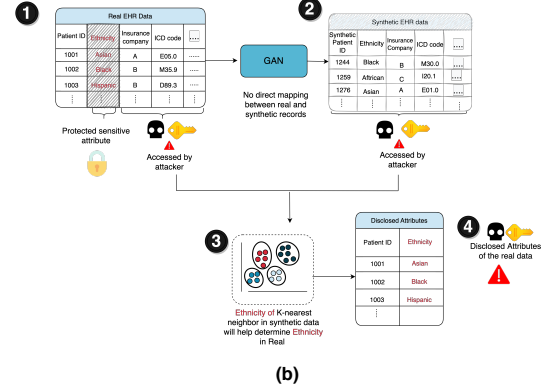 1
Real EHR Data
Patient ID Ethnicity Insurance company ICD code ....
1001 Asian A E05.0 .....
1002 Black B M35.9 ....
1003 Hispanic B D89.3 .....
Protected sensitive
attribute
Accessed by
attacker
GAN
No direct mapping
between real and
synthetic records
2
Synthetic EHR data
Synthetic Patient ID Ethnicity Insurance Company ICD code ....
1244 Black B M30.0 ....
1259 Aftrican C I20.1 ....
1276 Asian A E01.0 ....
Accessed by
attacker
3
Ethnicity of K-nearest
neighbor in synthetic data
will help determine Ethnicity
in Real
Disclosed Attributes
Patient ID Ethnicity
1001 Asian
1002 Black
1003 Hispanic
4
Disclosed Attributes
of the real data
(b)